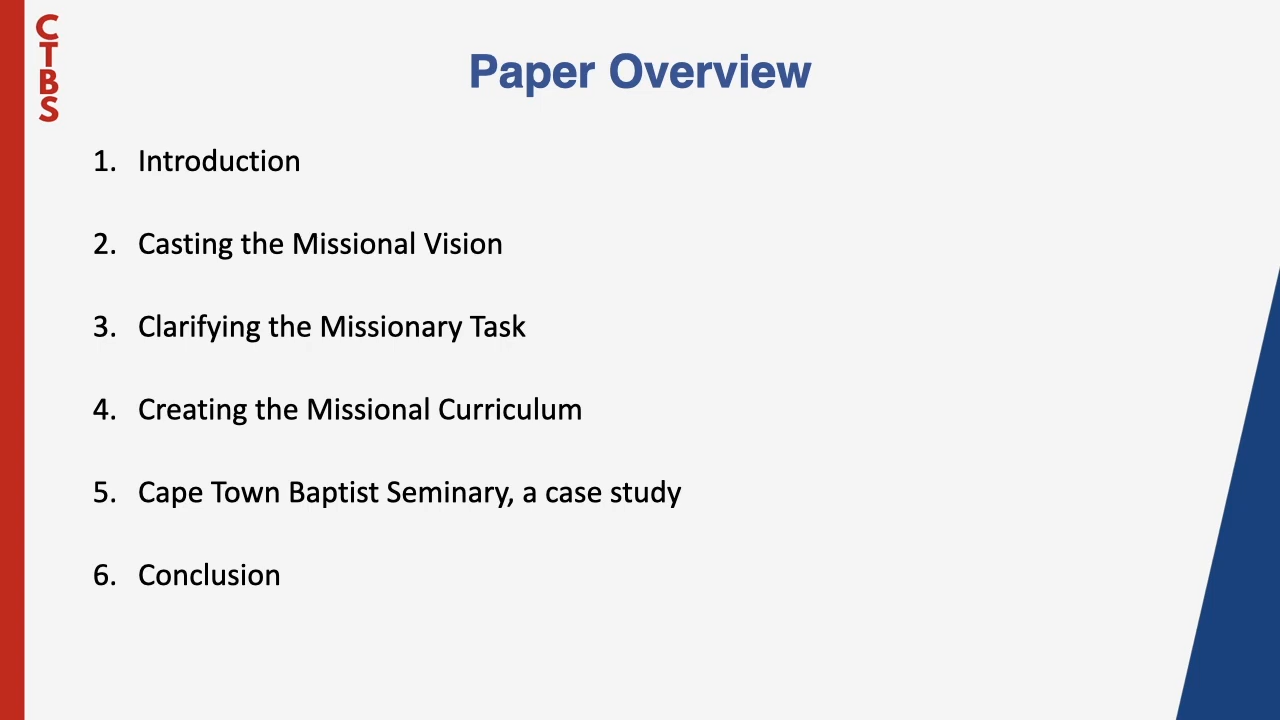 C
T
B
S
Paper Overview
1. Introduction
2. Casting the Missional Vision
3. Clarifying the Missionary Task
4. Creating the Missional Curriculum
5. Cape Town Baptist Seminary, a case study
6. Conclusion